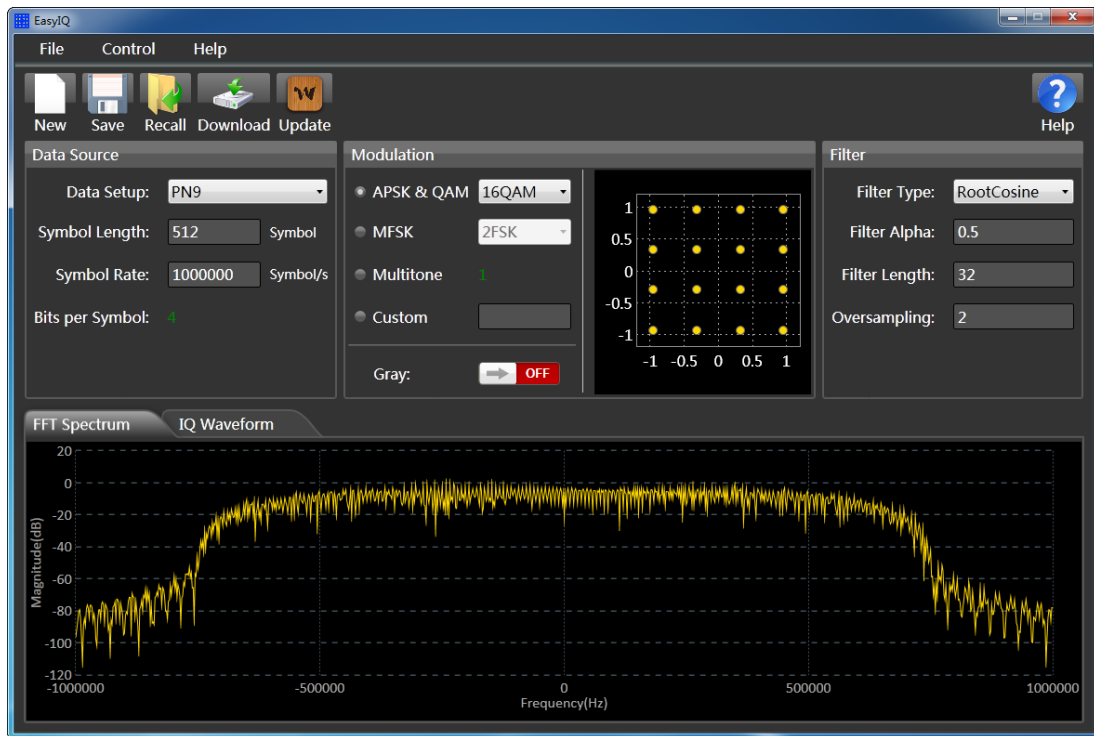 EasyIQ
File Control Help
New Save Recall Download Update Help
Data Source
Data Setup: PN9
Symbol Length: 512 Symbol
Symbol Rate: 1000000 Symbol/s
Bits per Symbol: 4
Modulation
APSK & QAM 16QAM
MFSK 2FSK
Multitone 1
Custom
Gray: OFF
1
0.5
0
-0.5
-1
-1 -0.5 0 0.5 1
Filter
Filter Type: RootCosine
Filter Alpha: 0.5
Filter Length: 32
Oversampling: 2
FFT Spectrum IQ Waveform
Magnitude(dB)
20
0
-20
-40
-60
-80
-100
-120
-1000000 -500000 0 500000 1000000
Frequency(Hz)